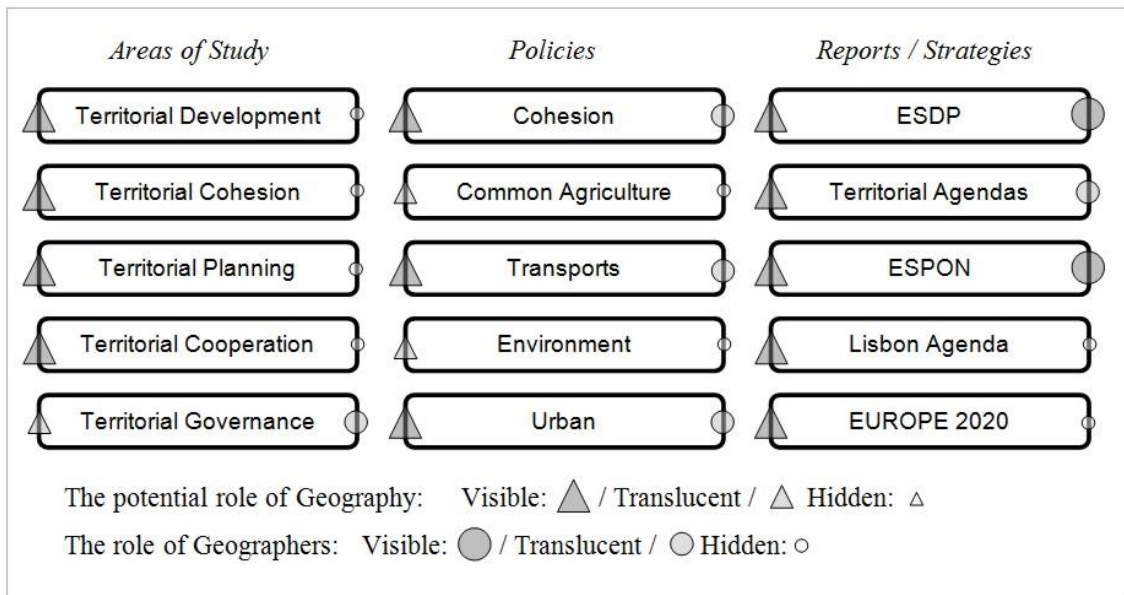 Areas of Study Policies Reports / Strategies
Territorial Development Cohesion ESDP
Territorial Cohesion Common Agriculture Territorial Agendas
Territorial Planning Transports ESPON
Territorial Cooperation Environment Lisbon Agenda
Territorial Governance Urban EUROPE 2020
The potential role of Geography: Visible: / Translucent / Hidden:
The role of Geographers: Visible: / Translucent / Hidden: